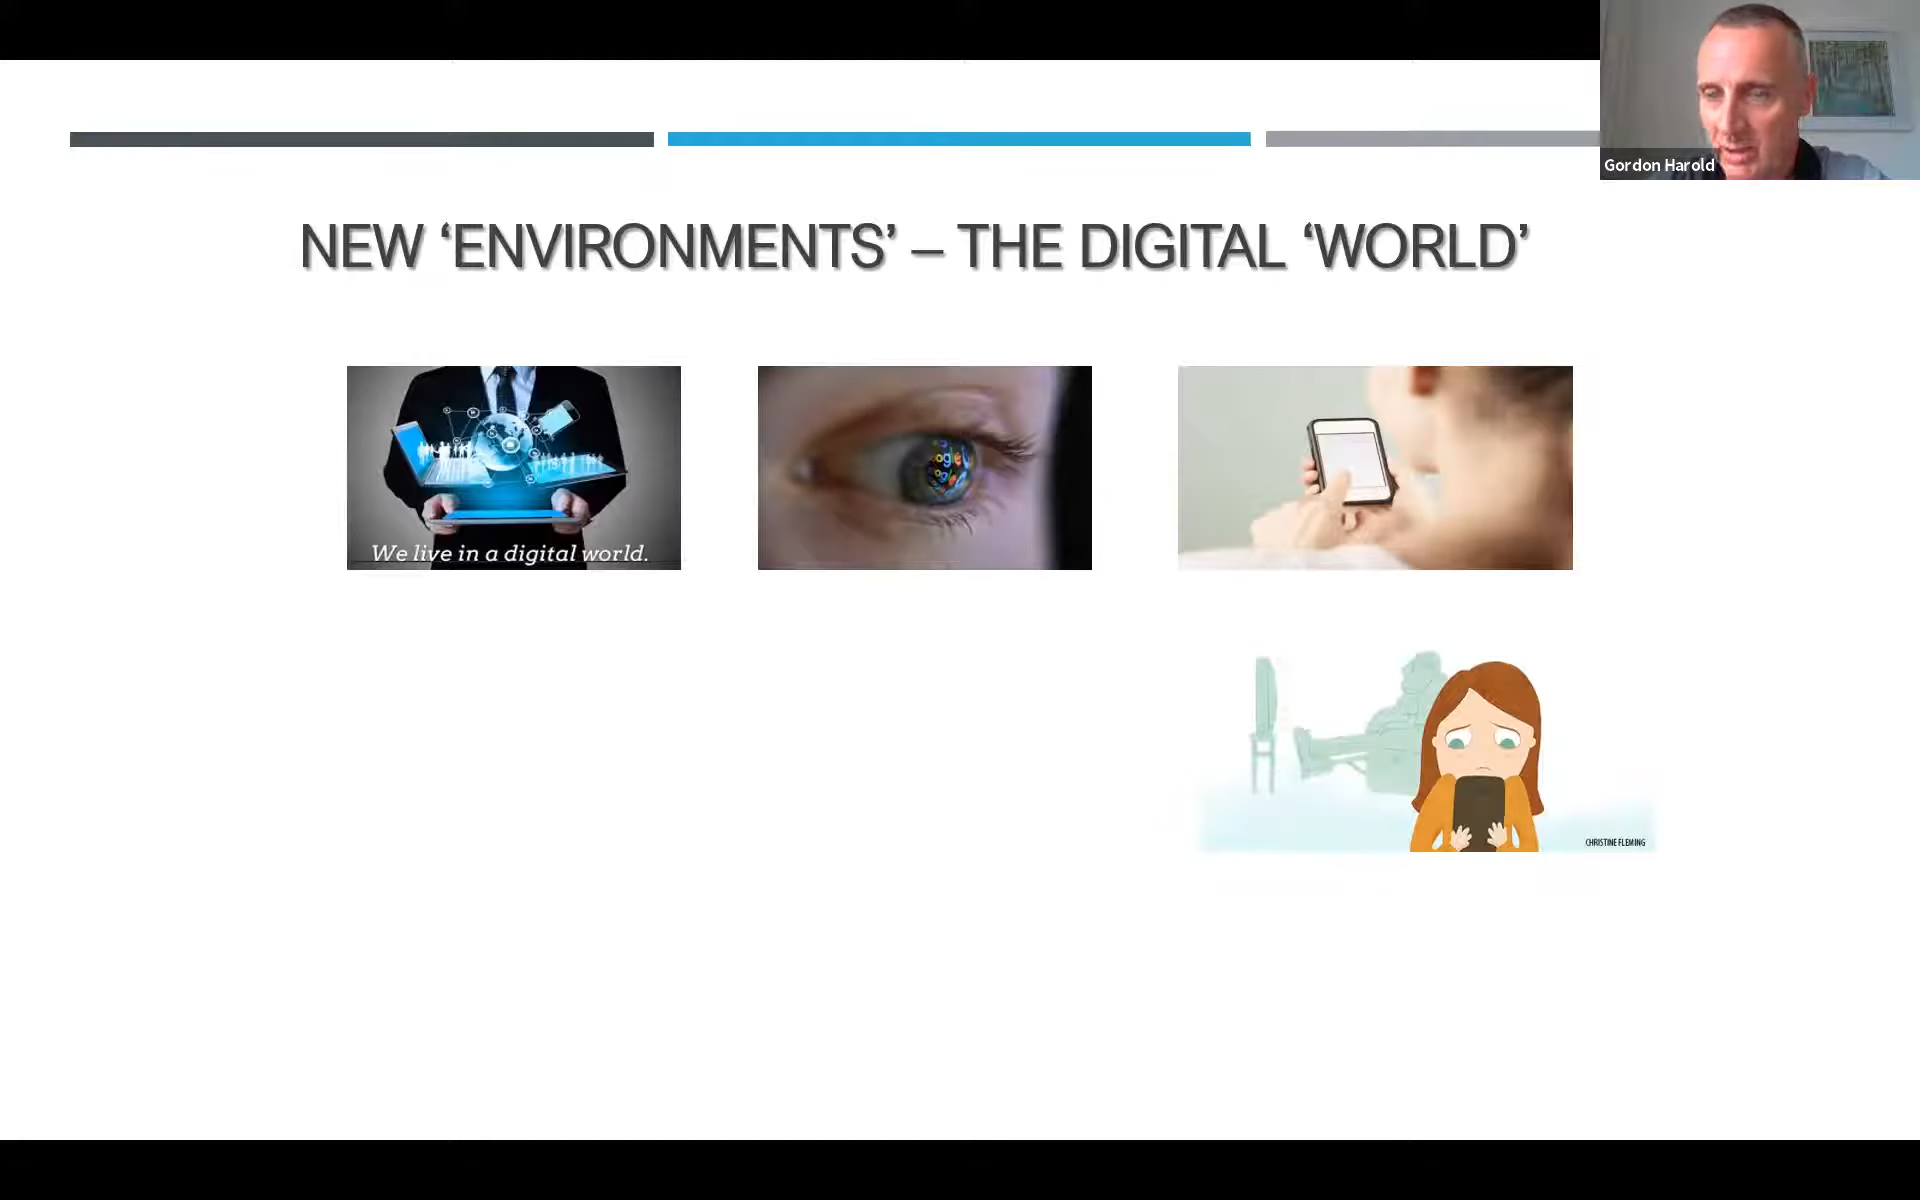 Gordon Harold
NEW ‘ENVIRONMENTS’ – THE DIGITAL ‘WORLD’
We live in a digital world.
CHRISTINE FLEMING